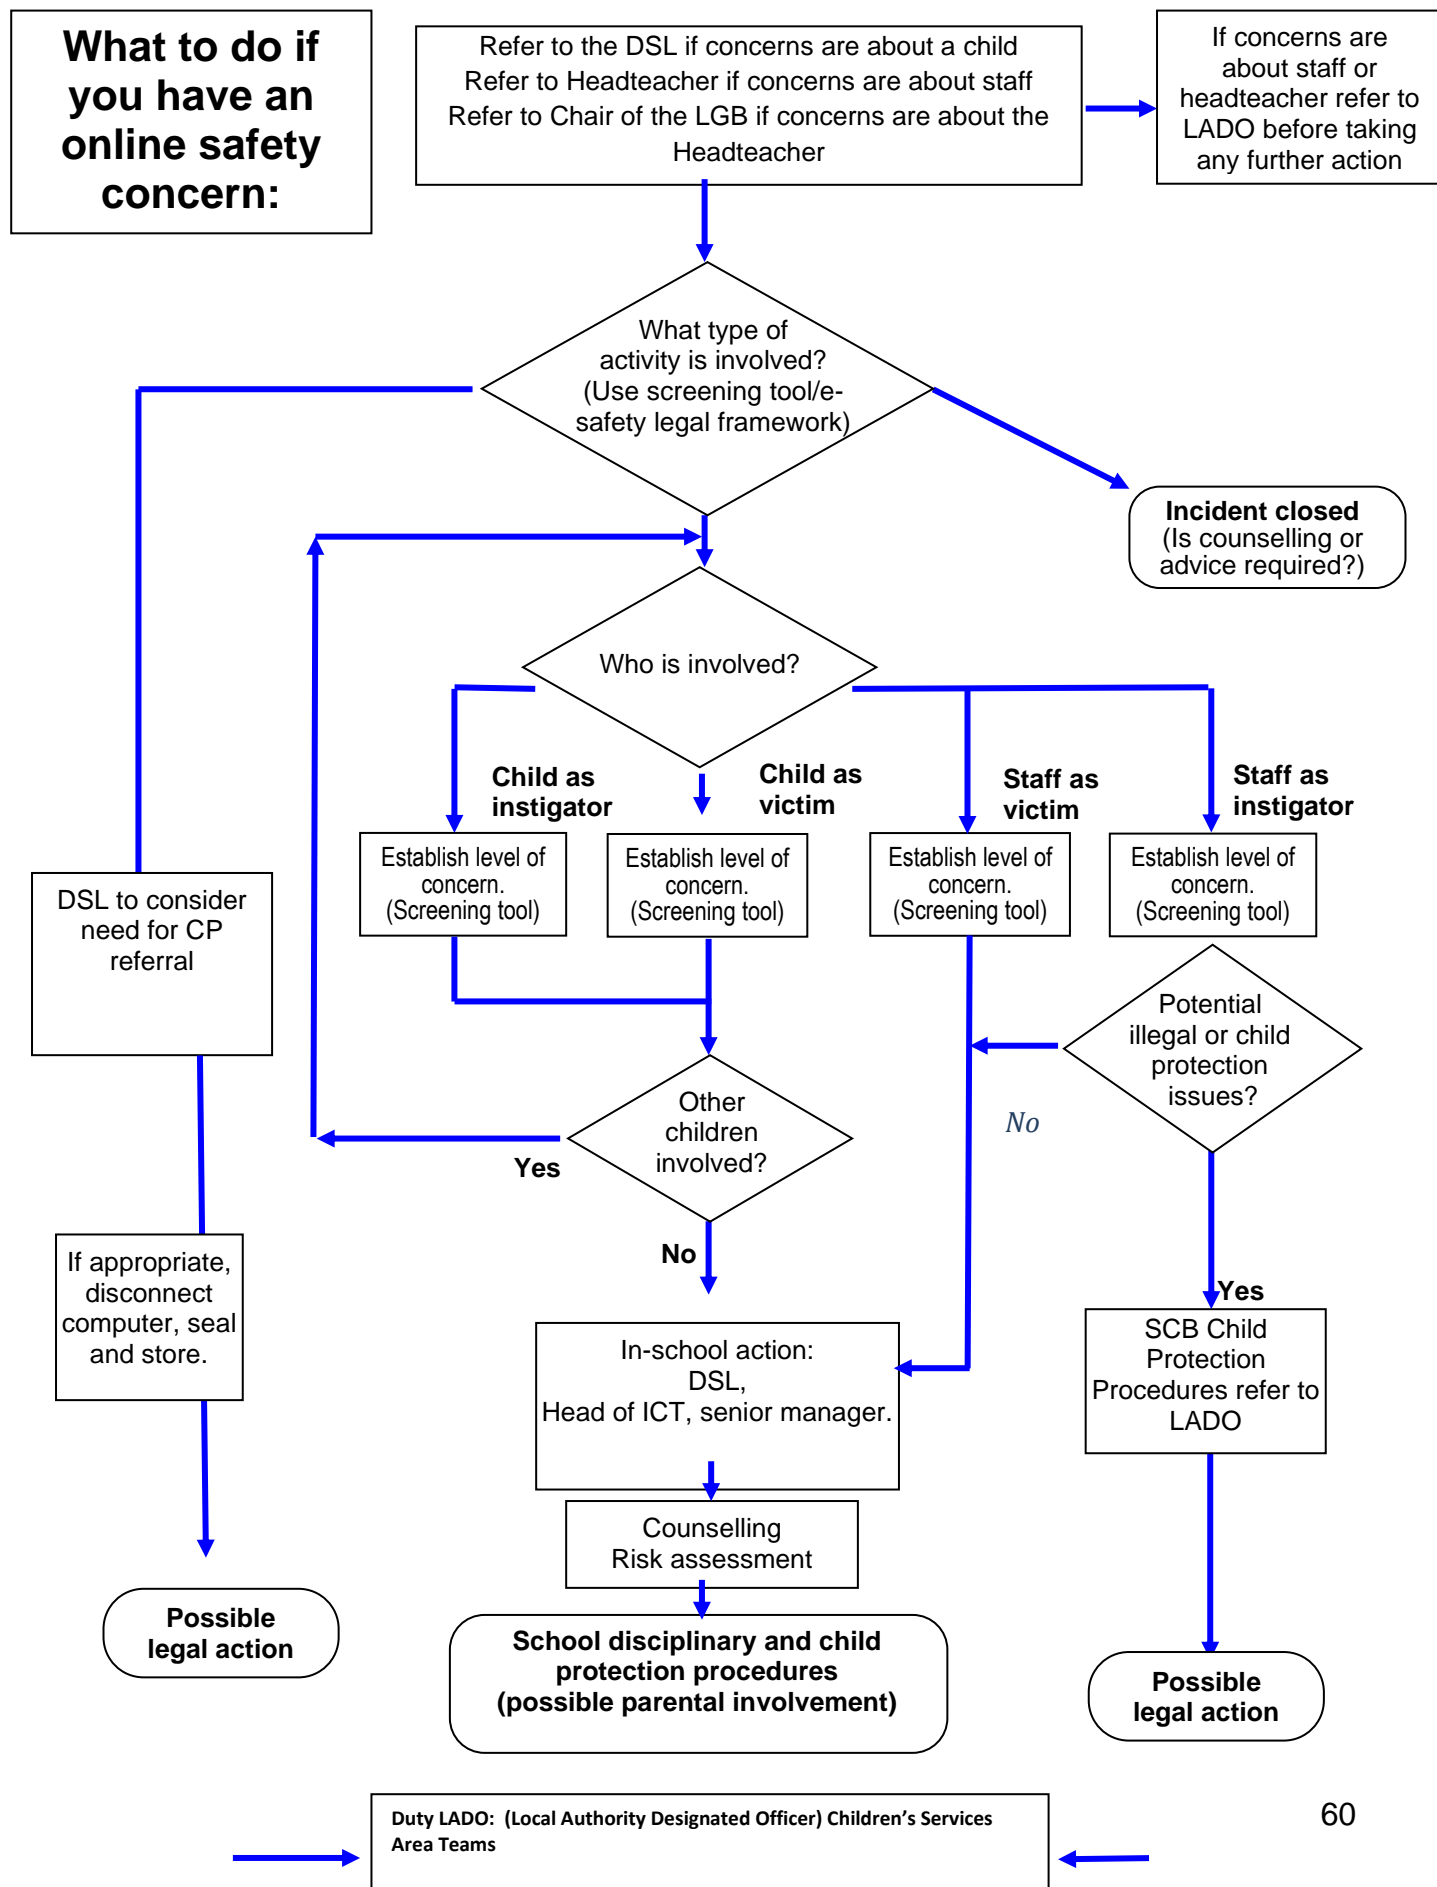 What to do if
you have an
online safety
concern:
Refer to the DSL if concerns are about a child
Refer to Headteacher if concerns are about staff
Refer to Chair of the LGB if concerns are about the
Headteacher
If concerns are
about staff or
headteacher refer to
LADO before taking
any further action
What type of
activity is involved?
(Use screening tool/e-
safety legal framework)
Incident closed
(Is counselling or
advice required?)
Who is involved?
Child as
instigator
Child as
victim
Staff as
victim
Staff as
instigator
Establish level of
concern.
(Screening tool)
Establish level of
concern.
(Screening tool)
Establish level of
concern.
(Screening tool)
Establish level of
concern.
(Screening tool)
DSL to consider
need for CP
referral
Potential
illegal or child
protection
issues?
Other
children
involved?
No
Yes
No
If appropriate,
disconnect
computer, seal
and store.
Yes
In-school action:
DSL,
Head of ICT, senior manager.
SCB Child
Protection
Procedures refer to
LADO
Counselling
Risk assessment
Possible
legal action
School disciplinary and child
protection procedures
(possible parental involvement)
Possible
legal action
Duty LADO: (Local Authority Designated Officer) Children’s Services
Area Teams
60